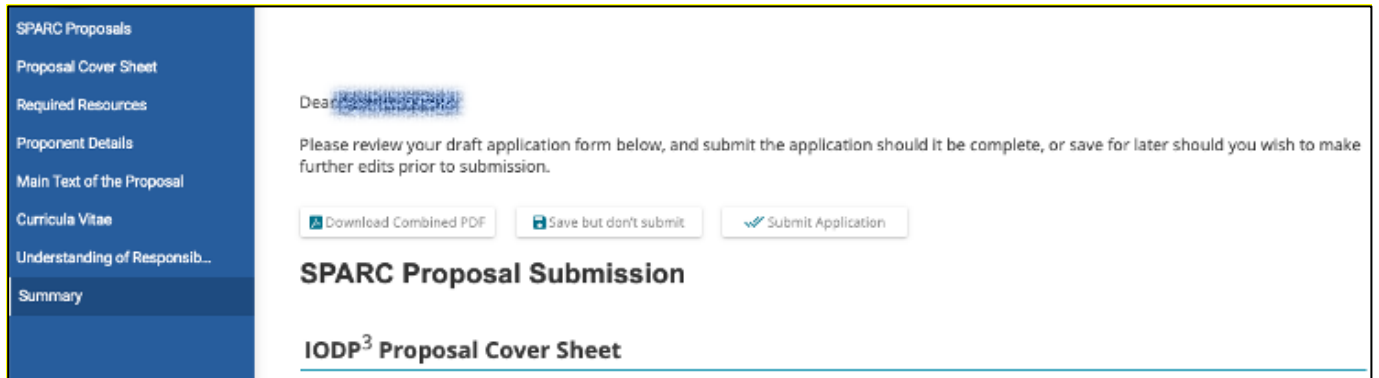 SPARC Proposals
Proposal Cover Sheet
Required Resources
Proponent Details
Main Text of the Proposal
Curricula Vitae
Understanding of Responsib...
Summary
Dear
Please review your draft application form below, and submit the application should it be complete, or save for later should you wish to make
further edits prior to submission.
Download Combined PDF
Save but don't submit
Submit Application
SPARC Proposal Submission
IODP³ Proposal Cover Sheet